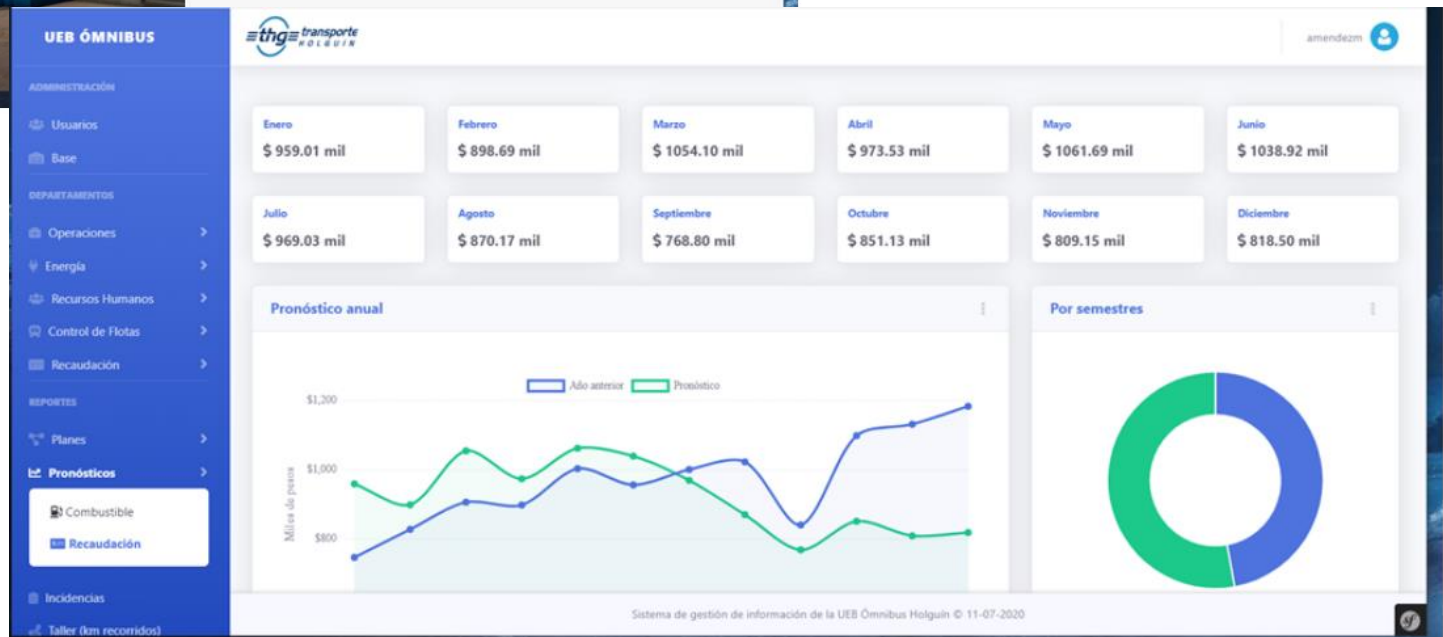 UEB ÓMNIBUS
thg transporte
HOLGUIN
amendezm
ADMINISTRACIÓN
Usuarios
Base
DEPARTAMENTOS
Operaciones
Energía
Recursos Humanos
Control de Flotas
Recaudación
REPORTES
Planes
Pronósticos
Combustible
Recaudación
Incidencias
Taller (km recorridos)
Enero
$ 959.01 mil
Febrero
$ 898.69 mil
Marzo
$ 1054.10 mil
Abril
$ 973.53 mil
Mayo
$ 1061.69 mil
Junio
$ 1038.92 mil
Julio
$ 969.03 mil
Agosto
$ 870.17 mil
Septiembre
$ 768.80 mil
Octubre
$ 851.13 mil
Noviembre
$ 809.15 mil
Diciembre
$ 818.50 mil
Pronóstico anual
Año anterior Pronóstico
$1,200
$1,000
$800
Miles de pesos
Por semestres
Sistema de gestión de información de la UEB Ómnibus Holguín © 11-07-2020
sf